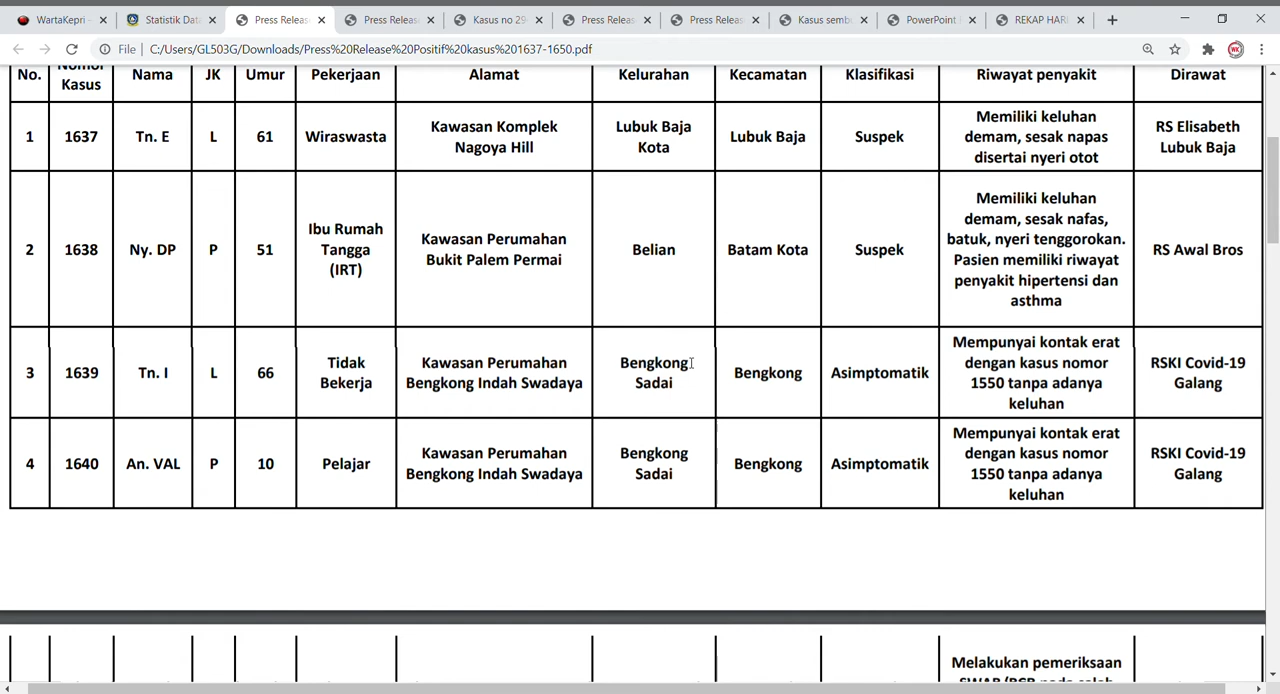 WartaKepri -
Statistik Data
Press Release
Press Release
Kasus no 29
Press Release
Press Release
Kasus semb
PowerPoint
REKAP HARI
File
C:/Users/GL503G/Downloads/Press%20Release%20Positif%20kasus%201637-1650.pdf
No.
Nomor
Kasus
Nama
JK
Umur
Pekerjaan
Alamat
Kelurahan
Kecamatan
Klasifikasi
Riwayat penyakit
Dirawat
1
1637
Tn. E
L
61
Wiraswasta
Kawasan Komplek
Nagoya Hill
Lubuk Baja
Kota
Lubuk Baja
Suspek
Memiliki keluhan
demam, sesak napas
disertai nyeri otot
RS Elisabeth
Lubuk Baja
2
1638
Ny. DP
P
51
Ibu Rumah
Tangga
(IRT)
Kawasan Perumahan
Bukit Palem Permai
Belian
Batam Kota
Suspek
Memiliki keluhan
demam, sesak nafas,
batuk, nyeri tenggorokan.
Pasien memiliki riwayat
penyakit hipertensi dan
asthma
RS Awal Bros
3
1639
Tn. I
L
66
Tidak
Bekerja
Kawasan Perumahan
Bengkong Indah Swadaya
Bengkong
Sadai
Bengkong
Asimptomatik
Mempunyai kontak erat
dengan kasus nomor
1550 tanpa adanya
keluhan
RSKI Covid-19
Galang
4
1640
An. VAL
P
10
Pelajar
Kawasan Perumahan
Bengkong Indah Swadaya
Bengkong
Sadai
Bengkong
Asimptomatik
Mempunyai kontak erat
dengan kasus nomor
1550 tanpa adanya
keluhan
RSKI Covid-19
Galang
Melakukan pemeriksaan